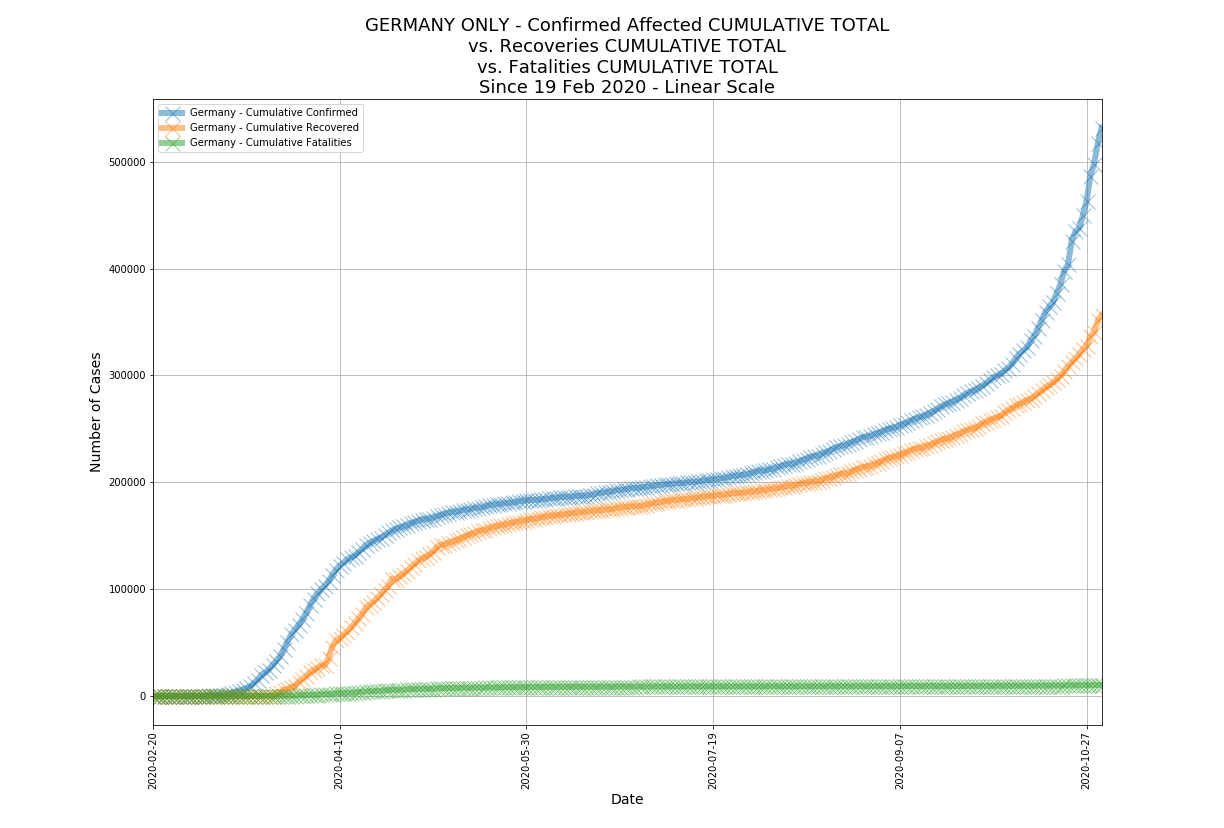 GERMANY ONLY - Confirmed Affected CUMULATIVE TOTAL
vs. Recoveries CUMULATIVE TOTAL
vs. Fatalities CUMULATIVE TOTAL
Since 19 Feb 2020 - Linear Scale
Germany - Cumulative Confirmed
Germany - Cumulative Recovered
Germany - Cumulative Fatalities
Number of Cases
500000
400000
300000
200000
100000
0
2020-02-20
2020-04-10
2020-05-30
2020-07-19
2020-09-07
2020-10-27
Date